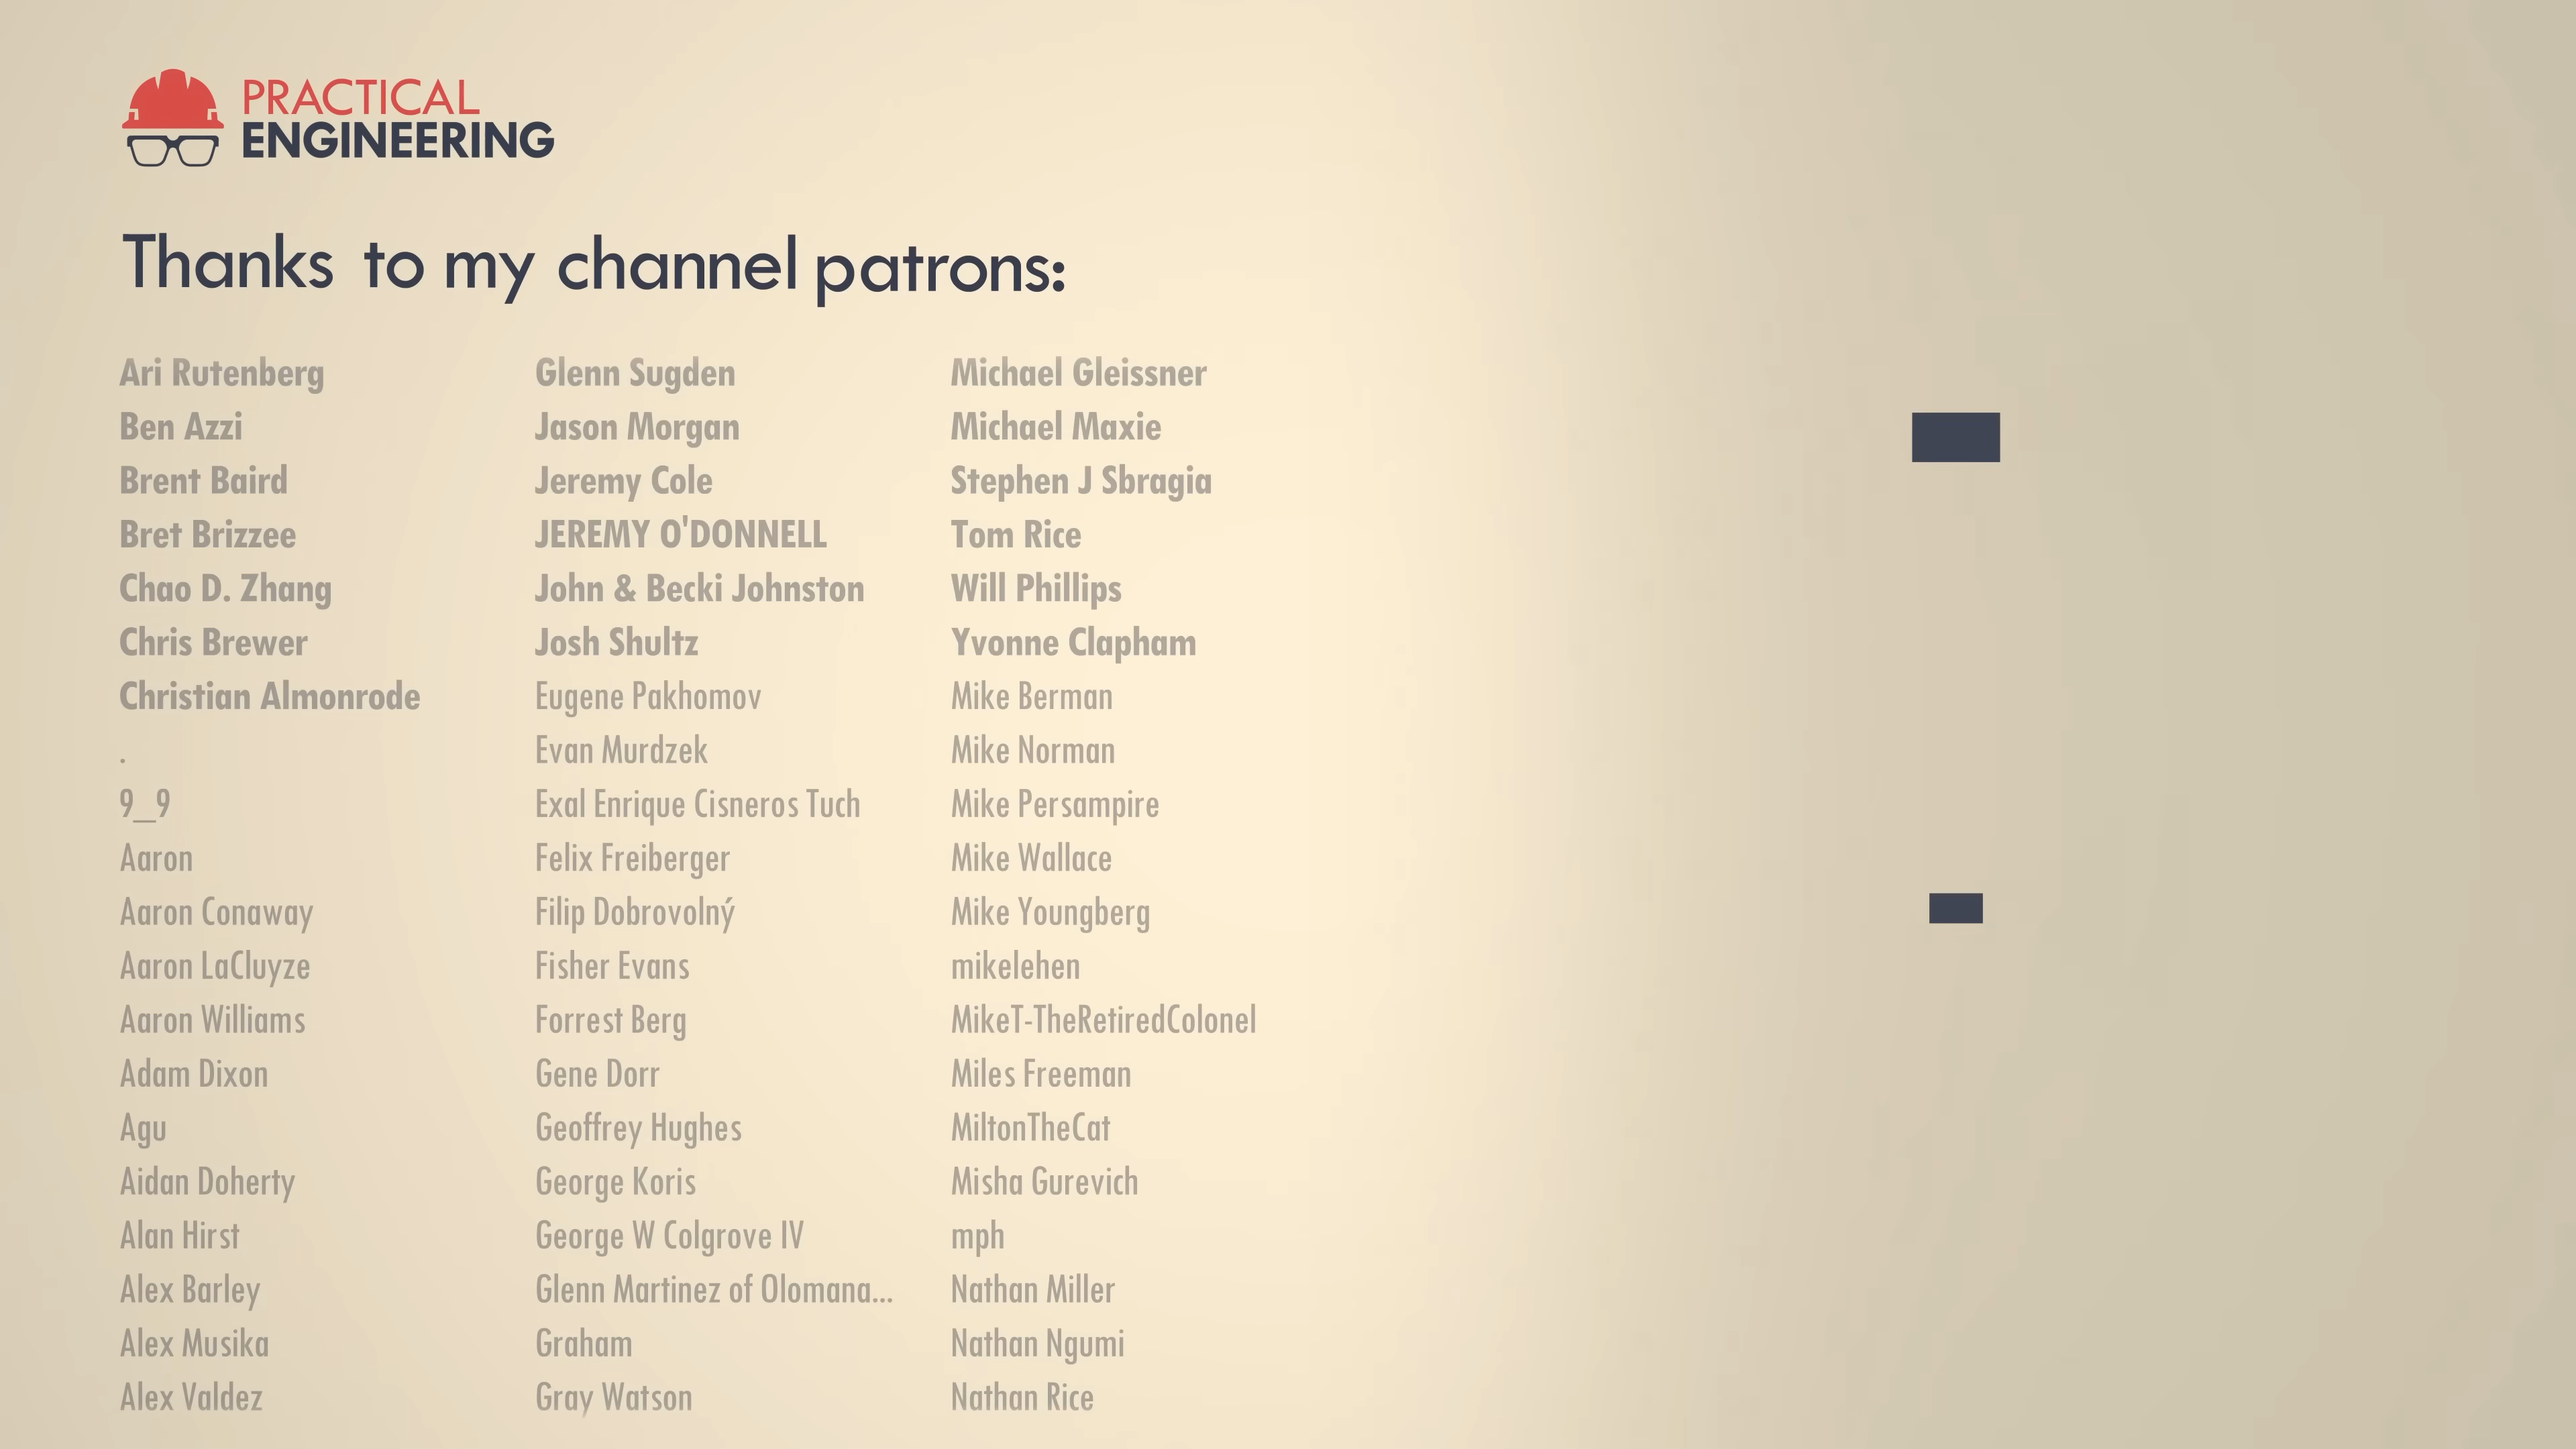 PRACTICAL
ENGINEERING
Thanks to my channel patrons:
Ari Rutenberg
Ben Azzi
Brent Baird
Bret Brizzee
Chao D. Zhang
Chris Brewer
Christian Almonrode
.
9_9
Aaron
Aaron Conaway
Aaron LaCluyze
Aaron Williams
Adam Dixon
Agu
Aidan Doherty
Alan Hirst
Alex Barley
Alex Musika
Alex Valdez
Glenn Sugden
Jason Morgan
Jeremy Cole
JEREMY O'DONNELL
John & Becki Johnston
Josh Shultz
Eugene Pakhomov
Evan Murdzek
Exal Enrique Cisneros Tuch
Felix Freiberger
Filip Dobrovolný
Fisher Evans
Forrest Berg
Gene Dorr
Geoffrey Hughes
George Koris
George W Colgrove IV
Glenn Martinez of Olomana...
Graham
Gray Watson
Michael Gleissner
Michael Maxie
Stephen J Sbragia
Tom Rice
Will Phillips
Yvonne Clapham
Mike Berman
Mike Norman
Mike Persampire
Mike Wallace
Mike Youngberg
mikelehen
MikeT-TheRetiredColonel
Miles Freeman
MiltonTheCat
Misha Gurevich
mph
Nathan Miller
Nathan Ngumi
Nathan Rice